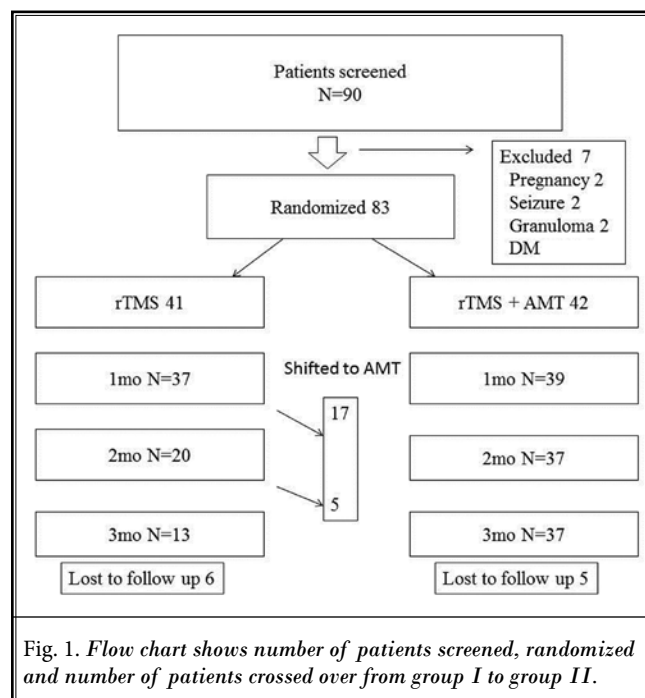 Patients screened
N=90
Excluded 7
Pregnancy 2
Seizure 2
Granuloma 2
DM
Randomized 83
rTMS 41
rTMS + AMT 42
1mo N=37
Shifted to AMT
1mo N=39
17
2mo N=20
2mo N=37
5
3mo N=13
3mo N=37
Lost to follow up 6
Lost to follow up 5
Fig. 1. Flow chart shows number of patients screened, randomized
and number of patients crossed over from group I to group II.